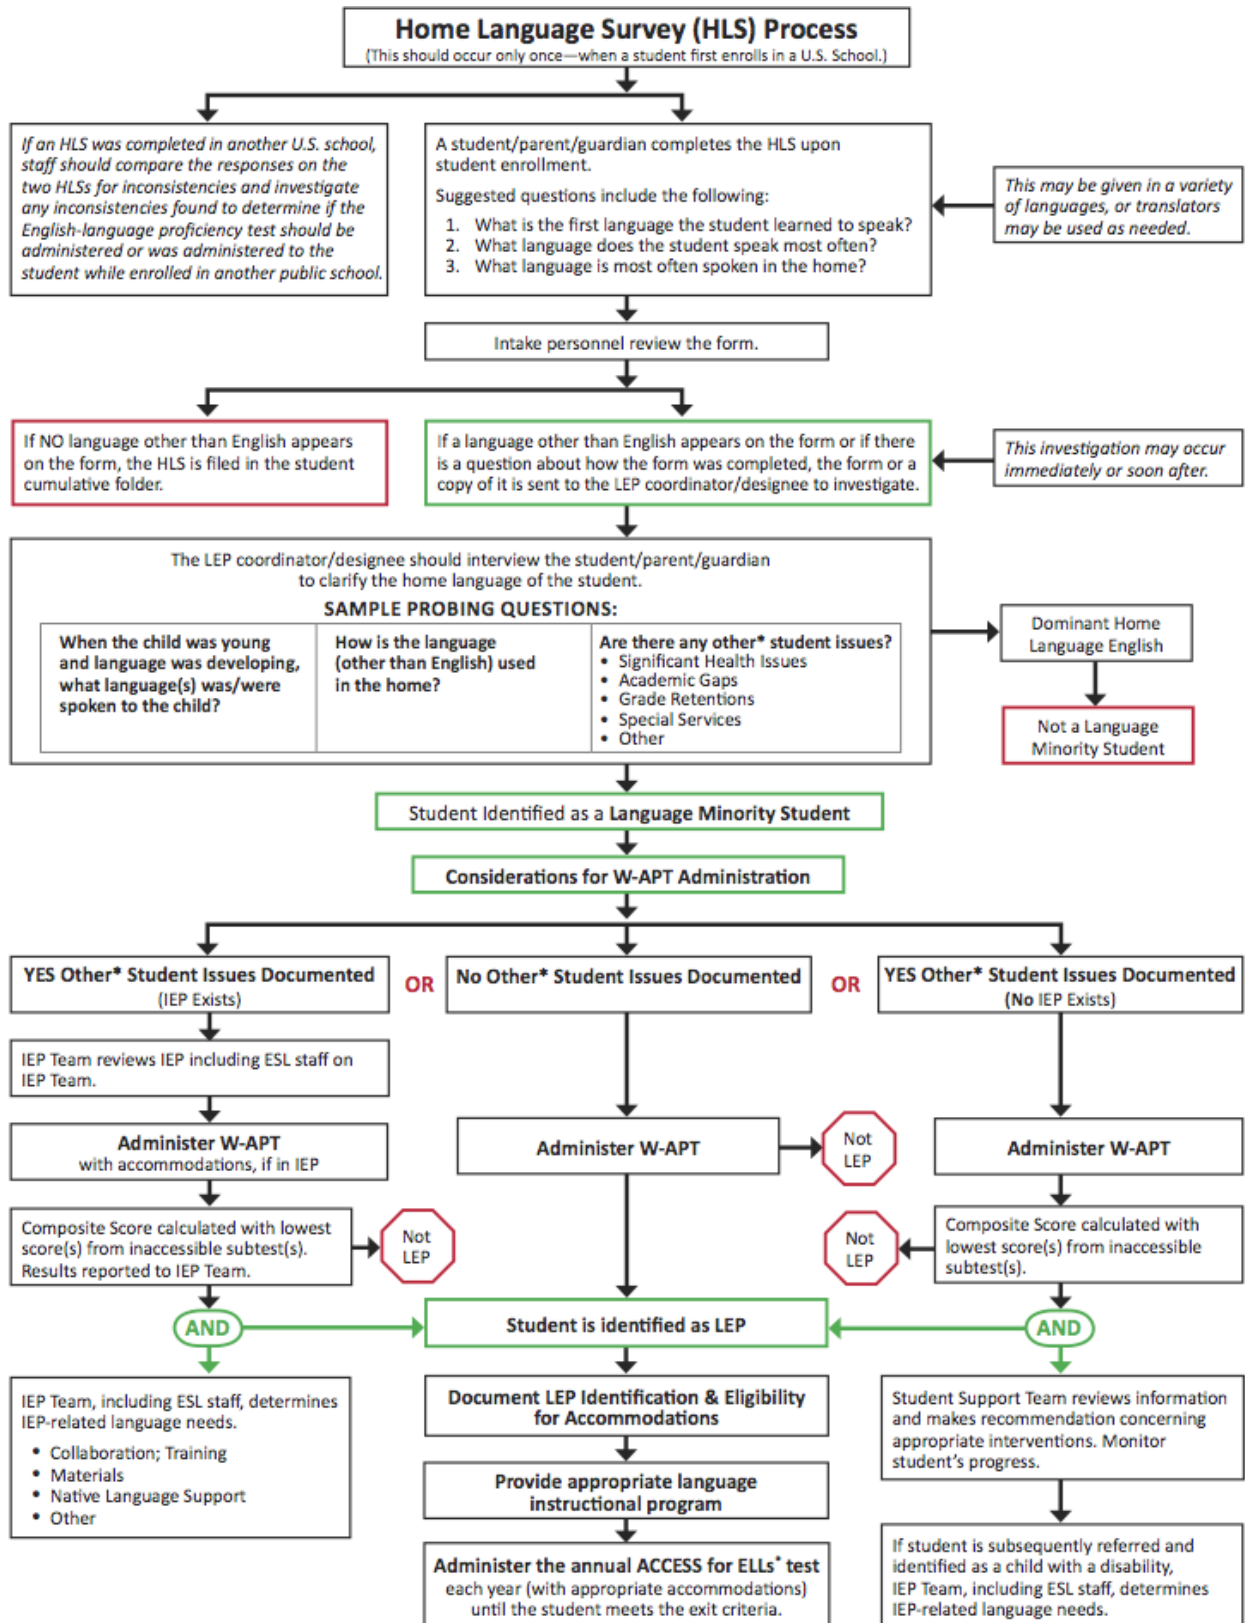 Home Language Survey (HLS) Process
(This should occur only once—when a student first enrolls in a U.S. School.)
If an HLS was completed in another U.S. school,
staff should compare the responses on the
two HLSs for inconsistencies and investigate
any inconsistencies found to determine if the
English-language proficiency test should be
administered or was administered to the
student while enrolled in another public school.
A student/parent/guardian completes the HLS upon
student enrollment.
Suggested questions include the following:
1. What is the first language the student learned to speak?
2. What language does the student speak most often?
3. What language is most often spoken in the home?
This may be given in a variety
of languages, or translators
may be used as needed.
Intake personnel review the form.
If NO language other than English appears
on the form, the HLS is filed in the student
cumulative folder.
If a language other than English appears on the form or if there
is a question about how the form was completed, the form or a
copy of it is sent to the LEP coordinator/designee to investigate.
This investigation may occur
immediately or soon after.
The LEP coordinator/designee should interview the student/parent/guardian
to clarify the home language of the student.
SAMPLE PROBING QUESTIONS:
When the child was young
and language was developing,
what language(s) was/were
spoken to the child?
How is the language
(other than English) used
in the home?
Are there any other* student issues?
• Significant Health Issues
• Academic Gaps
• Grade Retentions
• Special Services
• Other
Dominant Home
Language English
Not a Language
Minority Student
Student Identified as a Language Minority Student
Considerations for W-APT Administration
YES Other* Student Issues Documented
(IEP Exists)
OR
No Other* Student Issues Documented
OR
YES Other* Student Issues Documented
(No IEP Exists)
IEP Team reviews IEP including ESL staff on
IEP Team.
Administer W-APT
with accommodations, if in IEP
Administer W-APT
Not
LEP
Administer W-APT
Composite Score calculated with lowest
score(s) from inaccessible subtest(s).
Results reported to IEP Team.
Not
LEP
Not
LEP
Composite Score calculated with
lowest score(s) from inaccessible
subtest(s).
AND
Student is identified as LEP
AND
IEP Team, including ESL staff, determines
IEP-related language needs.
• Collaboration; Training
• Materials
• Native Language Support
• Other
Document LEP Identification & Eligibility
for Accommodations
Provide appropriate language
instructional program
Administer the annual ACCESS for ELLs* test
each year (with appropriate accommodations)
until the student meets the exit criteria.
Student Support Team reviews information
and makes recommendation concerning
appropriate interventions. Monitor
student's progress.
If student is subsequently referred and
identified as a child with a disability,
IEP Team, including ESL staff, determines
IEP-related language needs.